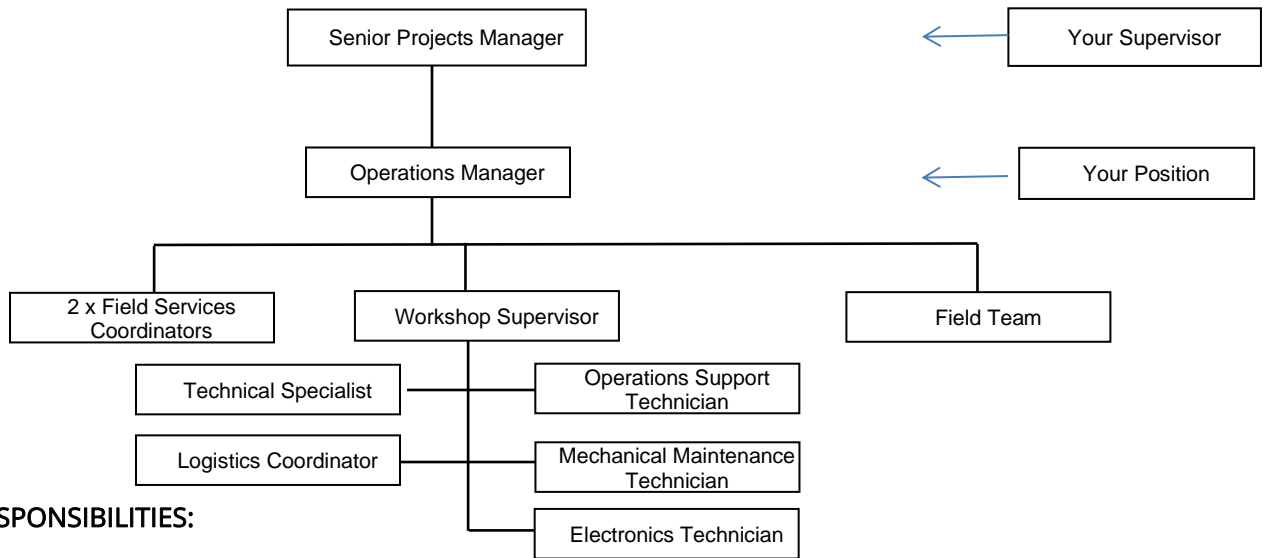 Senior Projects Manager
Your Supervisor
Operations Manager
Your Position
2 x Field Services
Coordinators
Workshop Supervisor
Field Team
Technical Specialist
Operations Support
Technician
Logistics Coordinator
Mechanical Maintenance
Technician
SPONSIBILITIES:
Electronics Technician